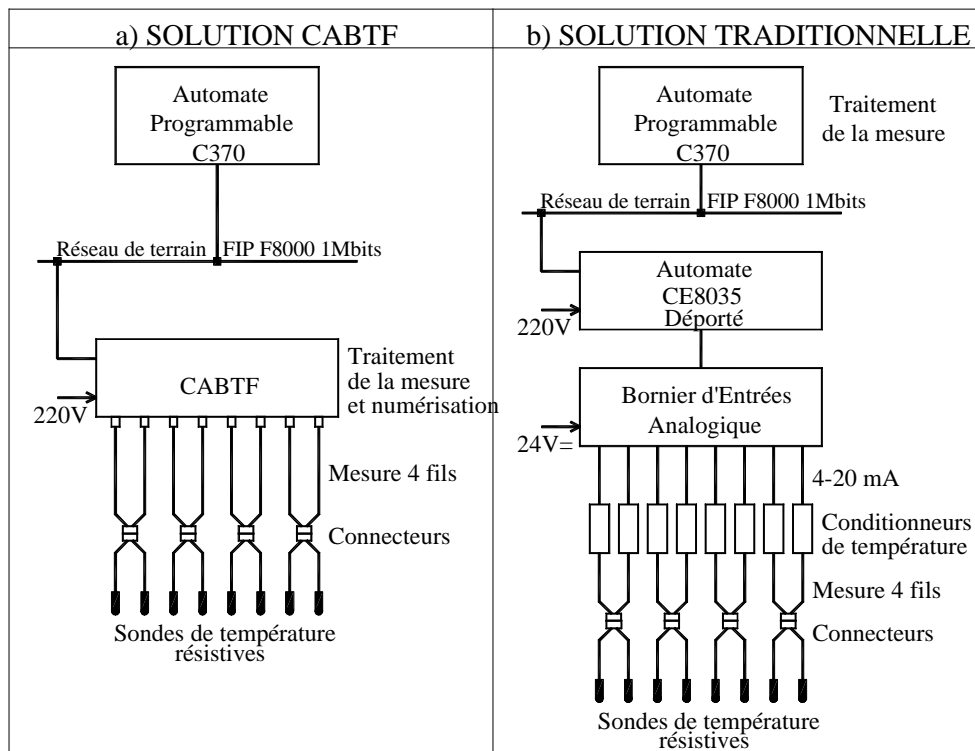 a) SOLUTION CABTF
Automate
Programmable
C370
Réseau de terrain FIP F8000 1Mbits
CABTF
220V
Traitement
de la mesure
et numérisation
Mesure 4 fils
Connecteurs
Sondes de température
résistives
b) SOLUTION TRADITIONNELLE
Automate
Programmable
C370
Traitement
de la mesure
Réseau de terrain FIP F8000 1Mbits
Automate
CE8035
Déporté
220V
Bornier d'Entrées
Analogique
24V=
4-20 mA
Conditionneurs
de température
Mesure 4 fils
Connecteurs
Sondes de température
résistives